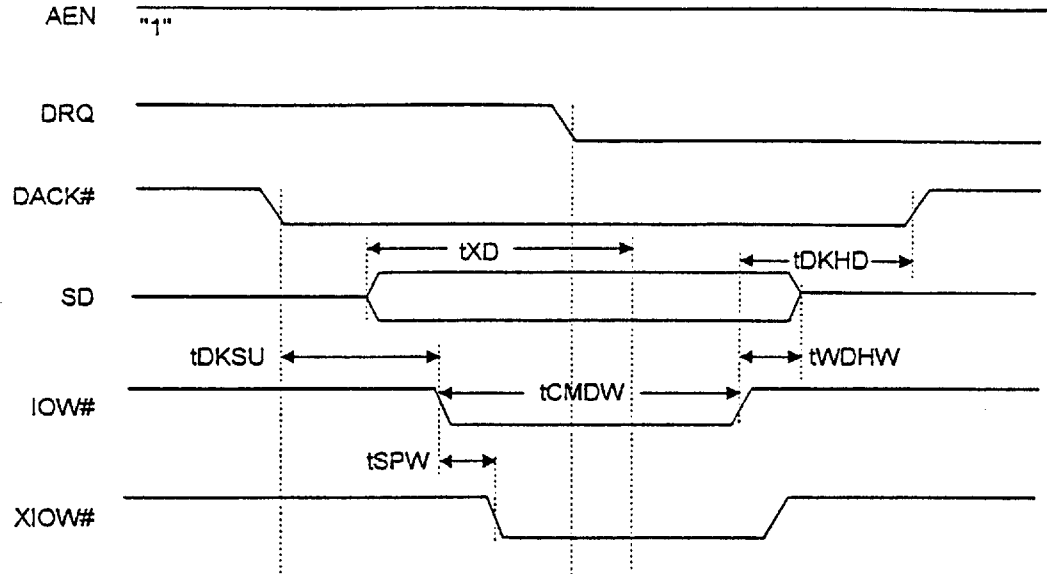 AEN
"1"
DRQ
DACK#
tXD
tDKHD
SD
tDKSU
tWDHW
tCMDW
IOW#
tSPW
XIOW#